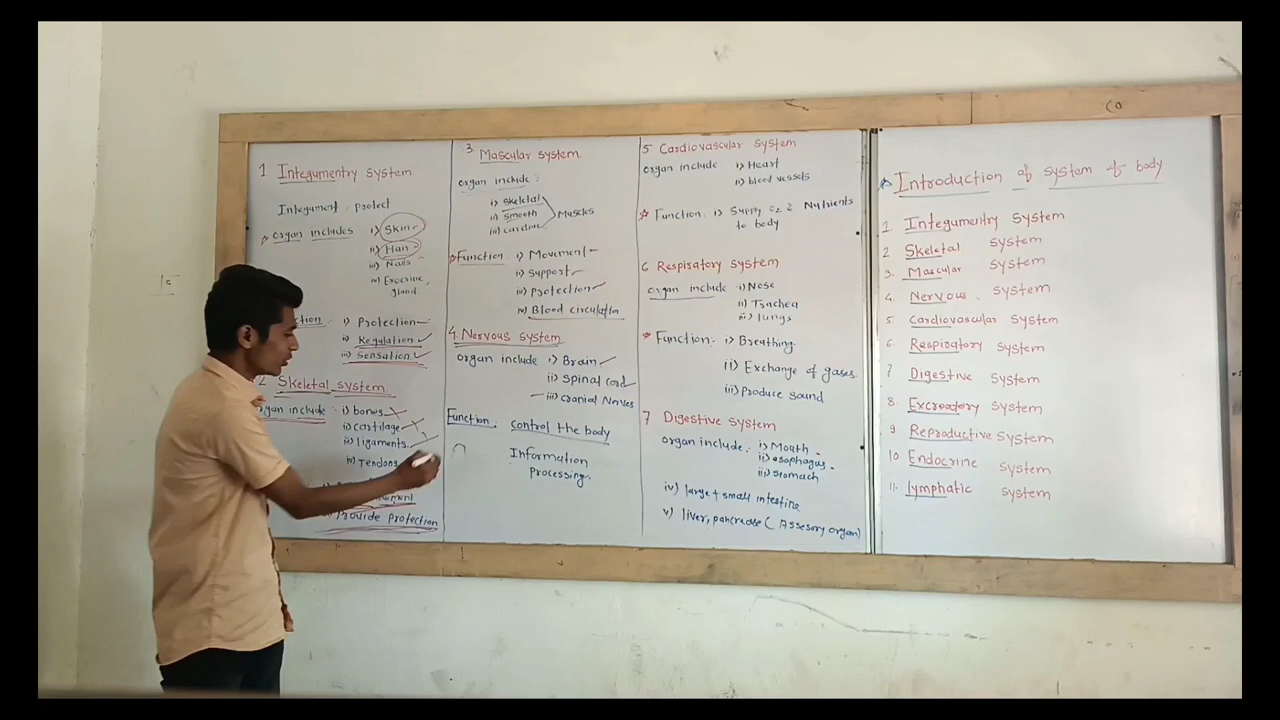 1 Integumentry system.
Integument - protect
organ includes i) Skin
ii) Hair
iii) Nails
iv) Exocrine
gland
i) Protection
ii) Regulation
iii) Sensation
2 Skeletal system.
organ include i) bones
ii) cartilage
iii) ligaments
iv) Tendons
Provide protection
3 Mascular system.
organ include :
i) Skeletal
ii) Smooth Muscles
iii) cardiac
Function i) Movement
ii) support
iii) protection
iv) Blood circulation
4 Nervous system
organ include i) Brain
ii) Spinal cord
iii) cranial Nerves
Function: control the body
Information
processing.
5 Cardiovascular system
organ include i) Heart
ii) blood vessels
Function: i) Supply O2 & Nutrients
to body
6 Respiratory system
organ include i) Nose
ii) Trachea
iii) lungs
Function: i) Breathing
ii) Exchange of gases.
iii) Produce sound
7 Digestive system
organ include: i) Mouth
ii) esophagus
iii) stomach
iv) large + small intestine
v) liver, pancrease ( Assesory organ)
Introduction of system of body
1 Integumentry System
2 Skeletal system
3. Mascular system
4. Nervous. System
5. Cardiovascular System
6. Respiratory system
7 Digestive system
8. Excreatory system
9 Reproductive System
10 Endocrine system
11. lymphatic system